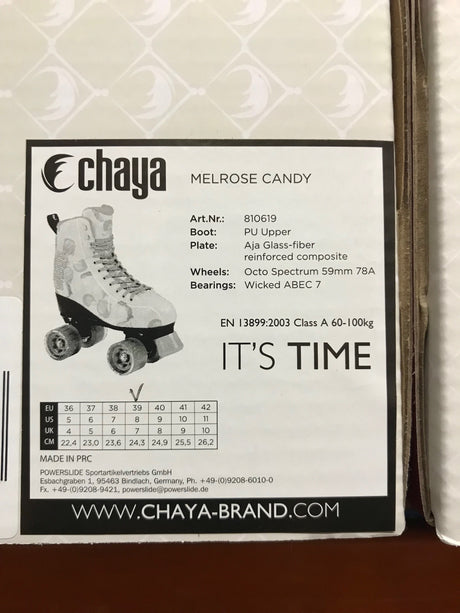 chaya MELROSE CANDY
Art.Nr.: 810619
Boot: PU Upper
Plate: Aja Glass-fiber
reinforced composite
Wheels: Octo Spectrum 59mm 78A
Bearings: Wicked ABEC 7
EN 13899:2003 Class A 60-100kg
IT'S TIME
EU 36 37 38 39 40 41 42
US 5 6 7 8 9 10 11
UK 4 5 6 7 8 9 10
CM 22,4 23,0 23,6 24,3 24,9 25,5 26,2
MADE IN PRC
POWERSLIDE Sportartikelvertriebs GmbH
Esbachgraben 1, 95463 Bindlach, Germany, Ph. +49-(0)9208-6010-0
Fx. +49-(0)9208-9421, powerslide@powerslide.de
WWW.CHAYA-BRAND.COM